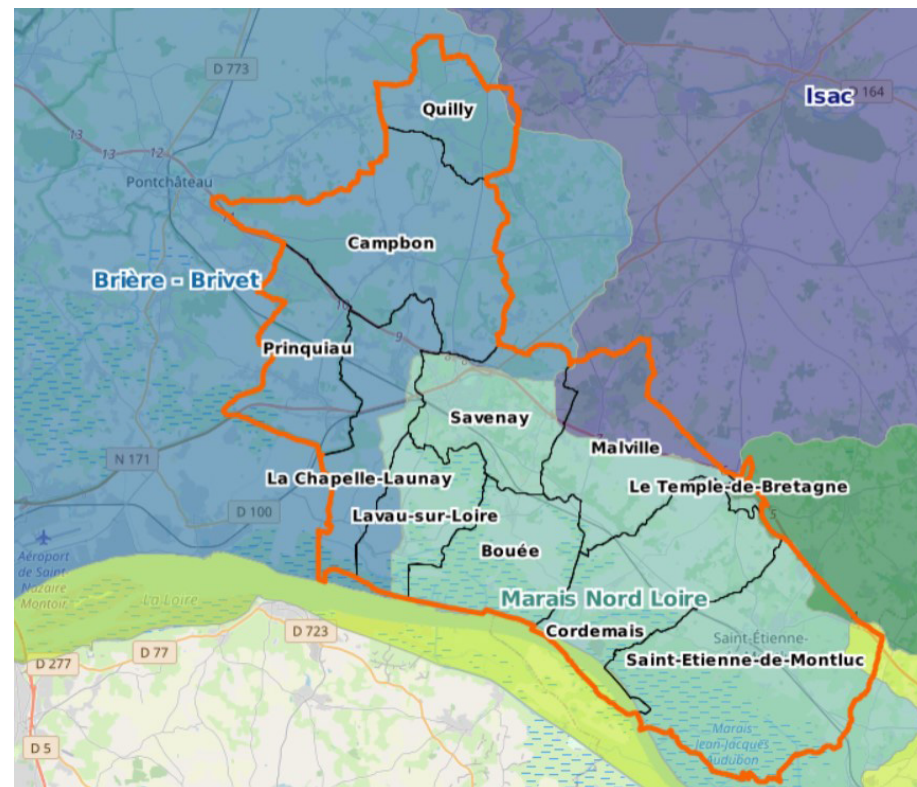 D 773
Quilly
Isac
D 164
13
12
13
Pontchâteau
Campbon
Brière - Brivet
10
9
Prinquiau
Savenay
Malville
N 171
La Chapelle-Launay
Le Temple-de-Bretagne
D 100
Lavau-sur-Loire
5
Aéroport
de Saint-
Nazaire
Montoir
Bouée
La Loire
Marais Nord Loire
D 723
Cordemais
Saint-Étienne-
D 77
D 277
Saint-Etienne-de-Montluc
D 5
Marais
Jean-Jacques
Audubon